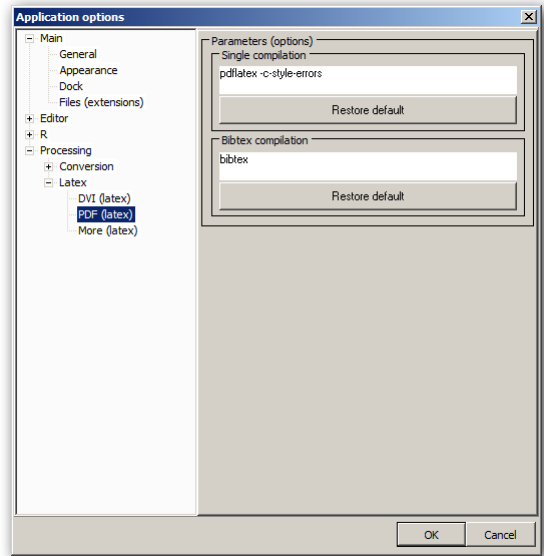 Application options
Main
General
Appearance
Dock
Files (extensions)
Editor
R
Processing
Conversion
Latex
DVI (latex)
PDF (latex)
More (latex)
Parameters (options)
Single compilation
pdflatex -c-style-errors
Restore default
Bibtex compilation
bibtex
Restore default
OK
Cancel